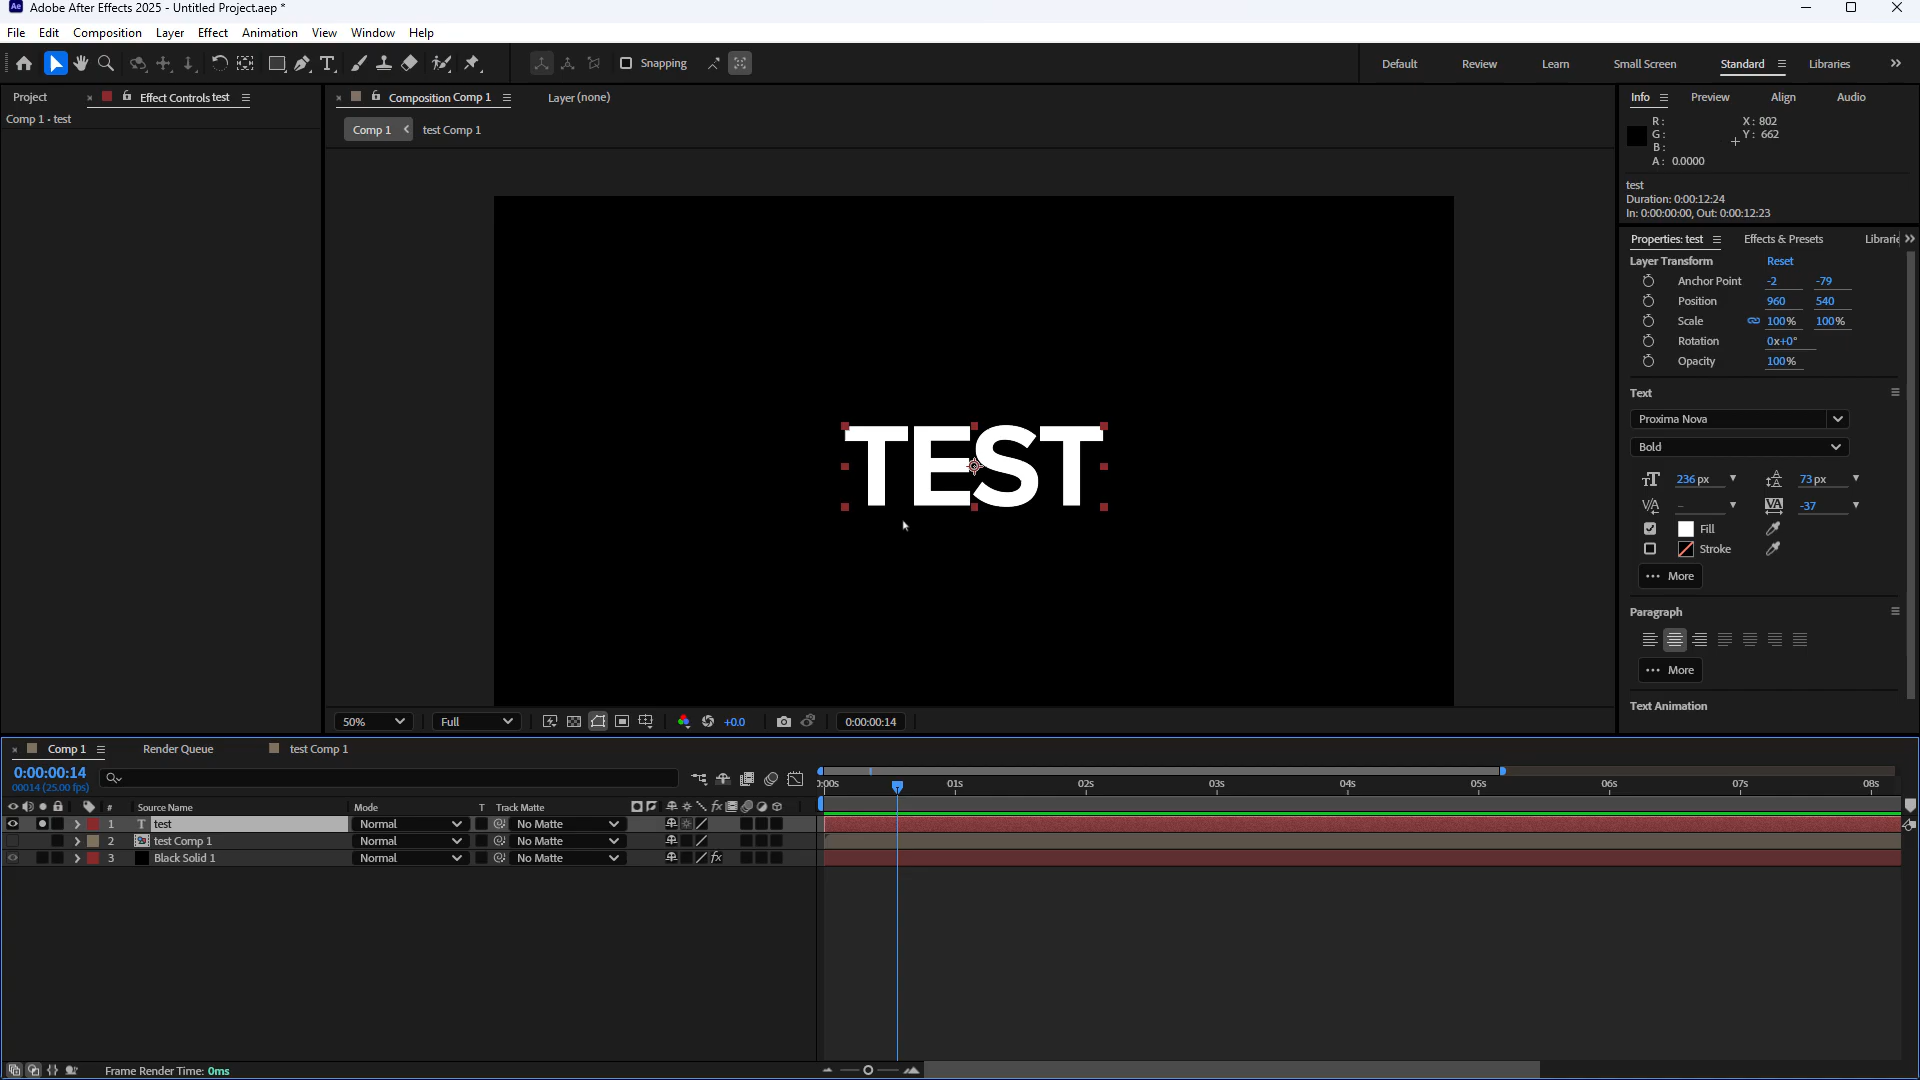 Adobe After Effects 2025 - Untitled Project.aep *
File Edit Composition Layer Effect Animation View Window Help
Snapping
Default Review Learn Small Screen Standard Libraries
Project Effect Controls test
Comp 1 • test
Composition Comp 1 Layer (none)
Comp 1 test Comp 1
TEST
50% Full +0.0 0:00:00:14
Info Preview Align Audio
R:
G:
B:
A: 0.0000
X: 802
Y: 662
test
Duration: 0:00:12:24
In: 0:00:00:00, Out: 0:00:12:23
Properties: test Effects & Presets Librarie
Layer Transform Reset
Anchor Point -2 -79
Position 960 540
Scale 100% 100%
Rotation 0x+0°
Opacity 100%
Text
Proxima Nova
Bold
236 px 73 px
-37
Fill
Stroke
More
Paragraph
More
Text Animation
Comp 1 Render Queue test Comp 1
0:00:00:14
00014 (25.00 fps)
# Source Name Mode T Track Matte
1 T test Normal No Matte
2 test Comp 1 Normal No Matte
3 Black Solid 1 Normal No Matte fx
:00s 01s 02s 03s 04s 05s 06s 07s 08s
Frame Render Time: 0ms